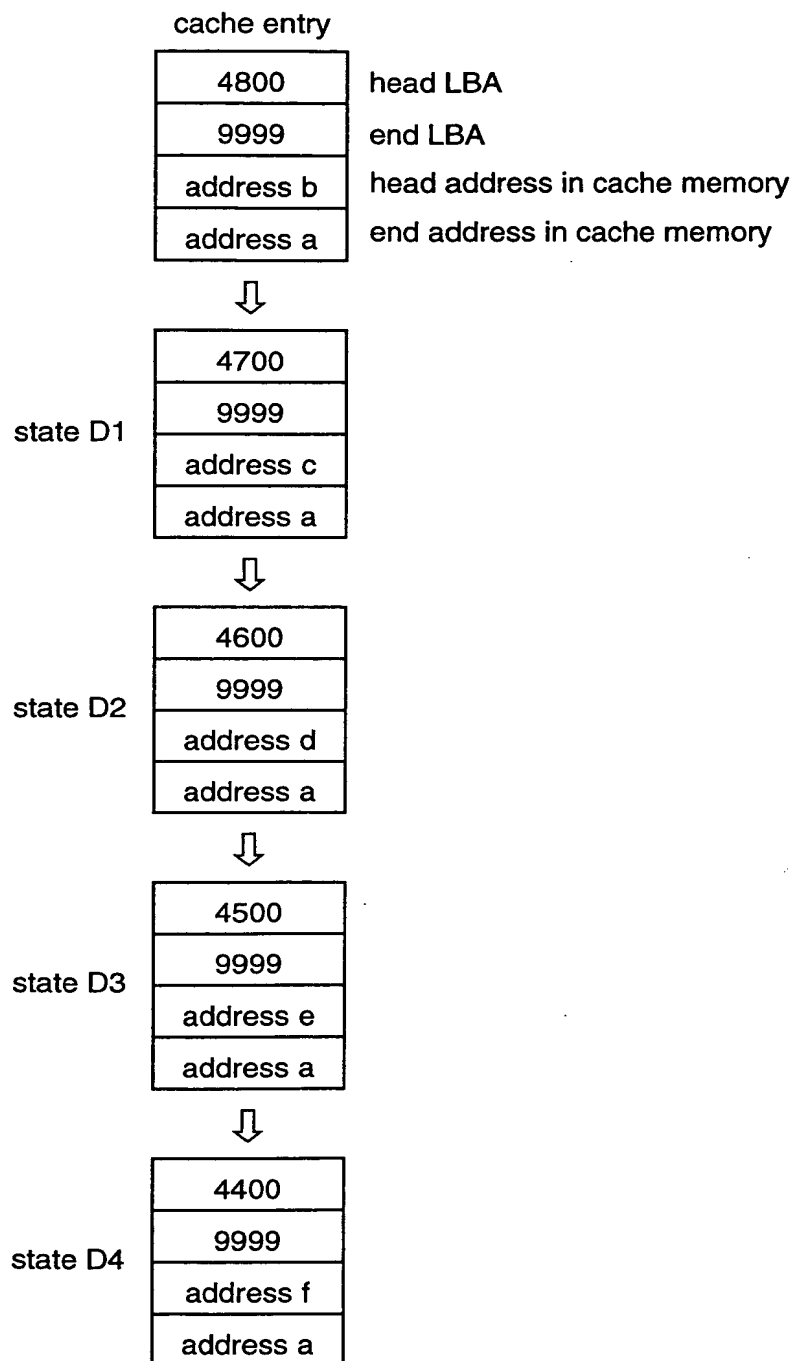 cache entry
4800 head LBA
9999 end LBA
address b head address in cache memory
address a end address in cache memory
4700
9999
state D1
address c
address a
4600
9999
state D2
address d
address a
4500
9999
state D3
address e
address a
4400
9999
state D4
address f
address a